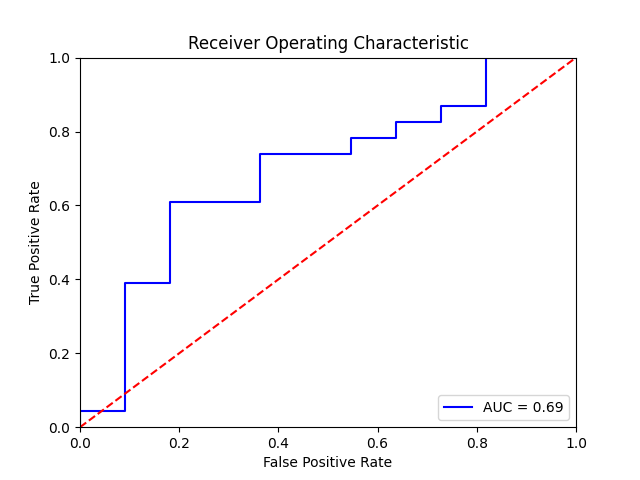 Receiver Operating Characteristic
True Positive Rate
1.0
0.8
0.6
0.4
0.2
0.0
AUC = 0.69
0.0 0.2 0.4 0.6 0.8 1.0
False Positive Rate